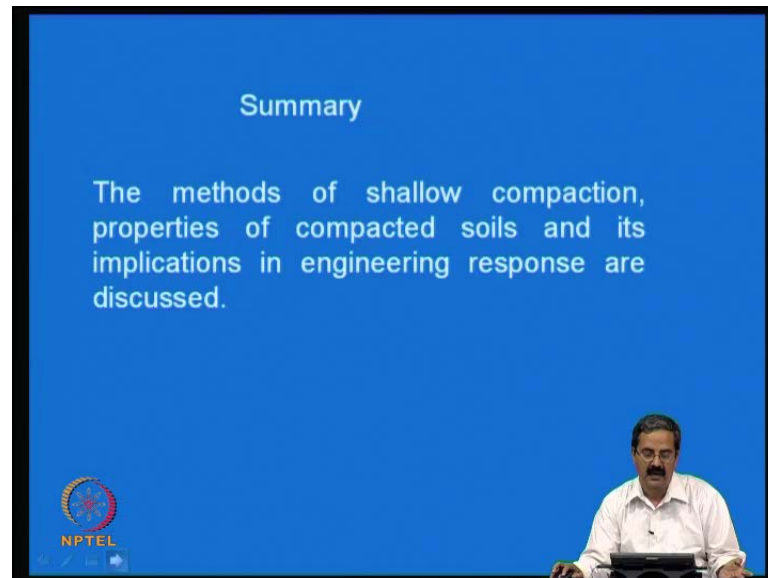 Summary
The methods of shallow compaction,
properties of compacted soils and its
implications in engineering response are
discussed.
NPTEL